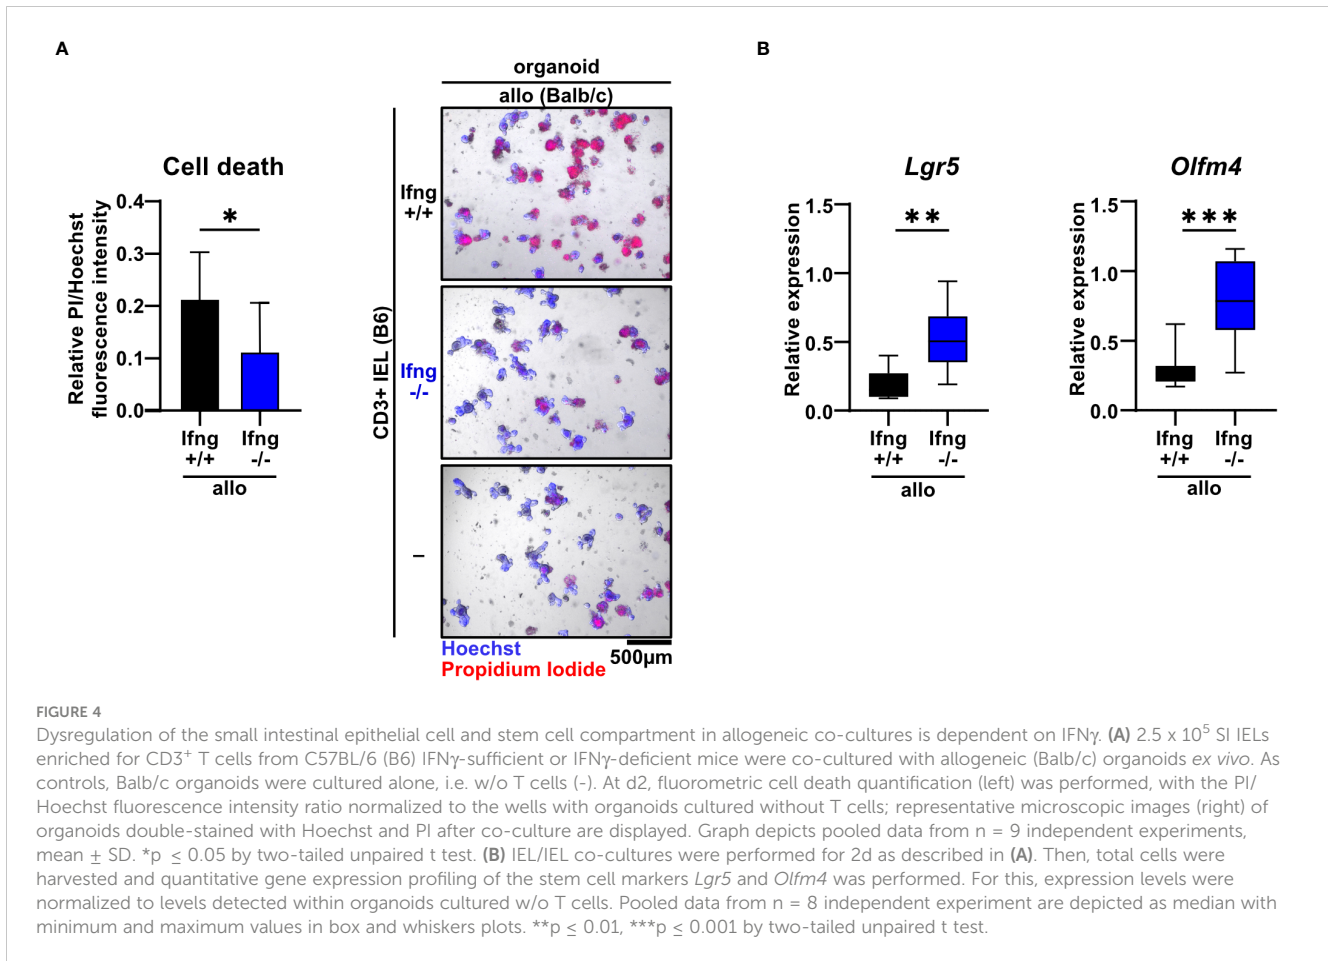 A
Cell death
Relative PI/Hoechst
fluorescence intensity
0.4
0.3
0.2
0.1
0.0
*
Ifng
+/+
Ifng
-/-
allo
organoid
allo (Balb/c)
CD3+ IEL (B6)
Ifng
+/+
Ifng
-/-
–
Hoechst
Propidium Iodide
500µm
B
Lgr5
Relative expression
1.5
1.0
0.5
0.0
**
Ifng
+/+
Ifng
-/-
allo
Olfm4
Relative expression
1.5
1.0
0.5
0.0
***
Ifng
+/+
Ifng
-/-
allo
FIGURE 4
Dysregulation of the small intestinal epithelial cell and stem cell compartment in allogeneic co-cultures is dependent on IFNγ. (A) 2.5 x 10⁵ SI IELs
enriched for CD3⁺ T cells from C57BL/6 (B6) IFNγ-sufficient or IFNγ-deficient mice were co-cultured with allogeneic (Balb/c) organoids ex vivo. As
controls, Balb/c organoids were cultured alone, i.e. w/o T cells (-). At d2, fluorometric cell death quantification (left) was performed, with the PI/
Hoechst fluorescence intensity ratio normalized to the wells with organoids cultured without T cells; representative microscopic images (right) of
organoids double-stained with Hoechst and PI after co-culture are displayed. Graph depicts pooled data from n = 9 independent experiments,
mean ± SD. *p ≤ 0.05 by two-tailed unpaired t test. (B) IEL/IEL co-cultures were performed for 2d as described in (A). Then, total cells were
harvested and quantitative gene expression profiling of the stem cell markers Lgr5 and Olfm4 was performed. For this, expression levels were
normalized to levels detected within organoids cultured w/o T cells. Pooled data from n = 8 independent experiment are depicted as median with
minimum and maximum values in box and whiskers plots. **p ≤ 0.01, ***p ≤ 0.001 by two-tailed unpaired t test.